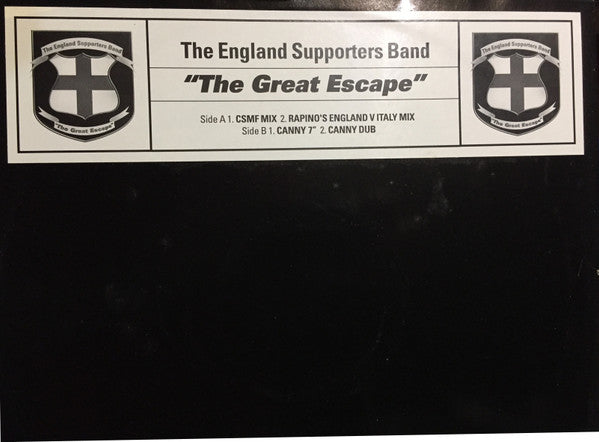 The England Supporters Band
"The Great Escape"
The England Supporters Band
"The Great Escape"
Side A 1. CSMF MIX 2. RAPINO'S ENGLAND V ITALY MIX
Side B 1. CANNY 7" 2. CANNY DUB
The England Supporters Band
"The Great Escape"